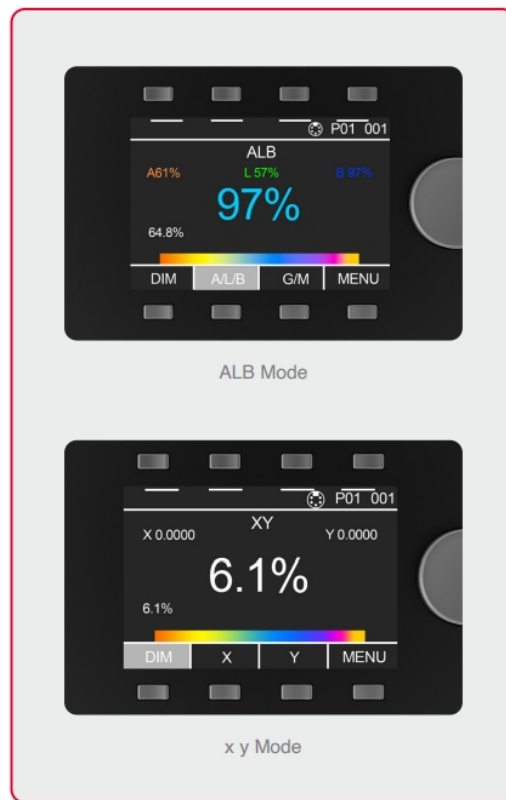 P01 001
ALB
A61% L 57% B 97%
97%
64.8%
DIM A/L/B G/M MENU
ALB Mode
P01 001
XY
X 0.0000 Y 0.0000
6.1%
6.1%
DIM X Y MENU
x y Mode